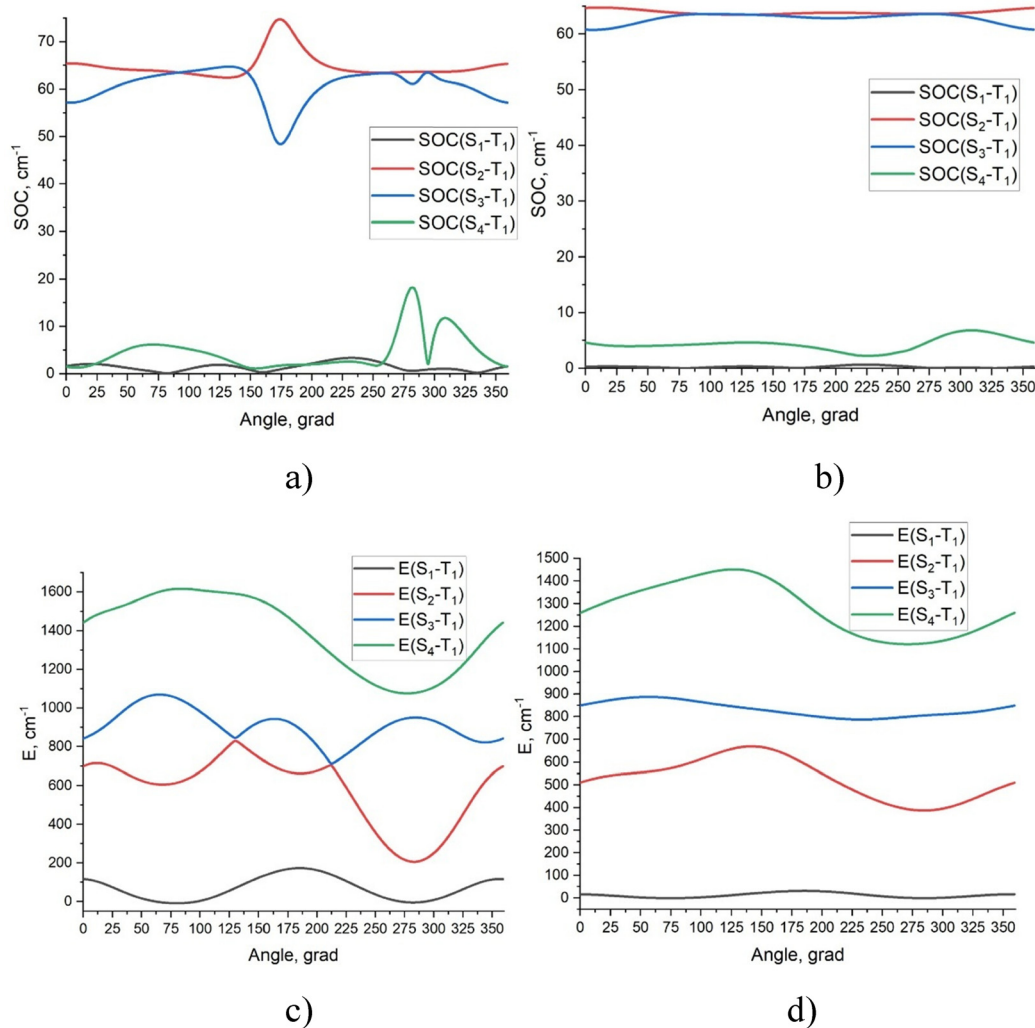 70
60
50
40
30
20
10
0
SOC, cm-1
0 25 50 75 100 125 150 175 200 225 250 275 300 325 350
Angle, grad
SOC(S1-T1)
SOC(S2-T1)
SOC(S3-T1)
SOC(S4-T1)
a)
60
50
40
30
20
10
0
SOC, cm-1
0 25 50 75 100 125 150 175 200 225 250 275 300 325 350
Angle, grad
SOC(S1-T1)
SOC(S2-T1)
SOC(S3-T1)
SOC(S4-T1)
b)
1600
1400
1200
1000
800
600
400
200
0
E, cm-1
0 25 50 75 100 125 150 175 200 225 250 275 300 325 350
Angle, grad
E(S1-T1)
E(S2-T1)
E(S3-T1)
E(S4-T1)
c)
1500
1400
1300
1200
1100
1000
900
800
700
600
500
400
300
200
100
0
E, cm-1
0 25 50 75 100 125 150 175 200 225 250 275 300 325 350
Angle, grad
E(S1-T1)
E(S2-T1)
E(S3-T1)
E(S4-T1)
d)